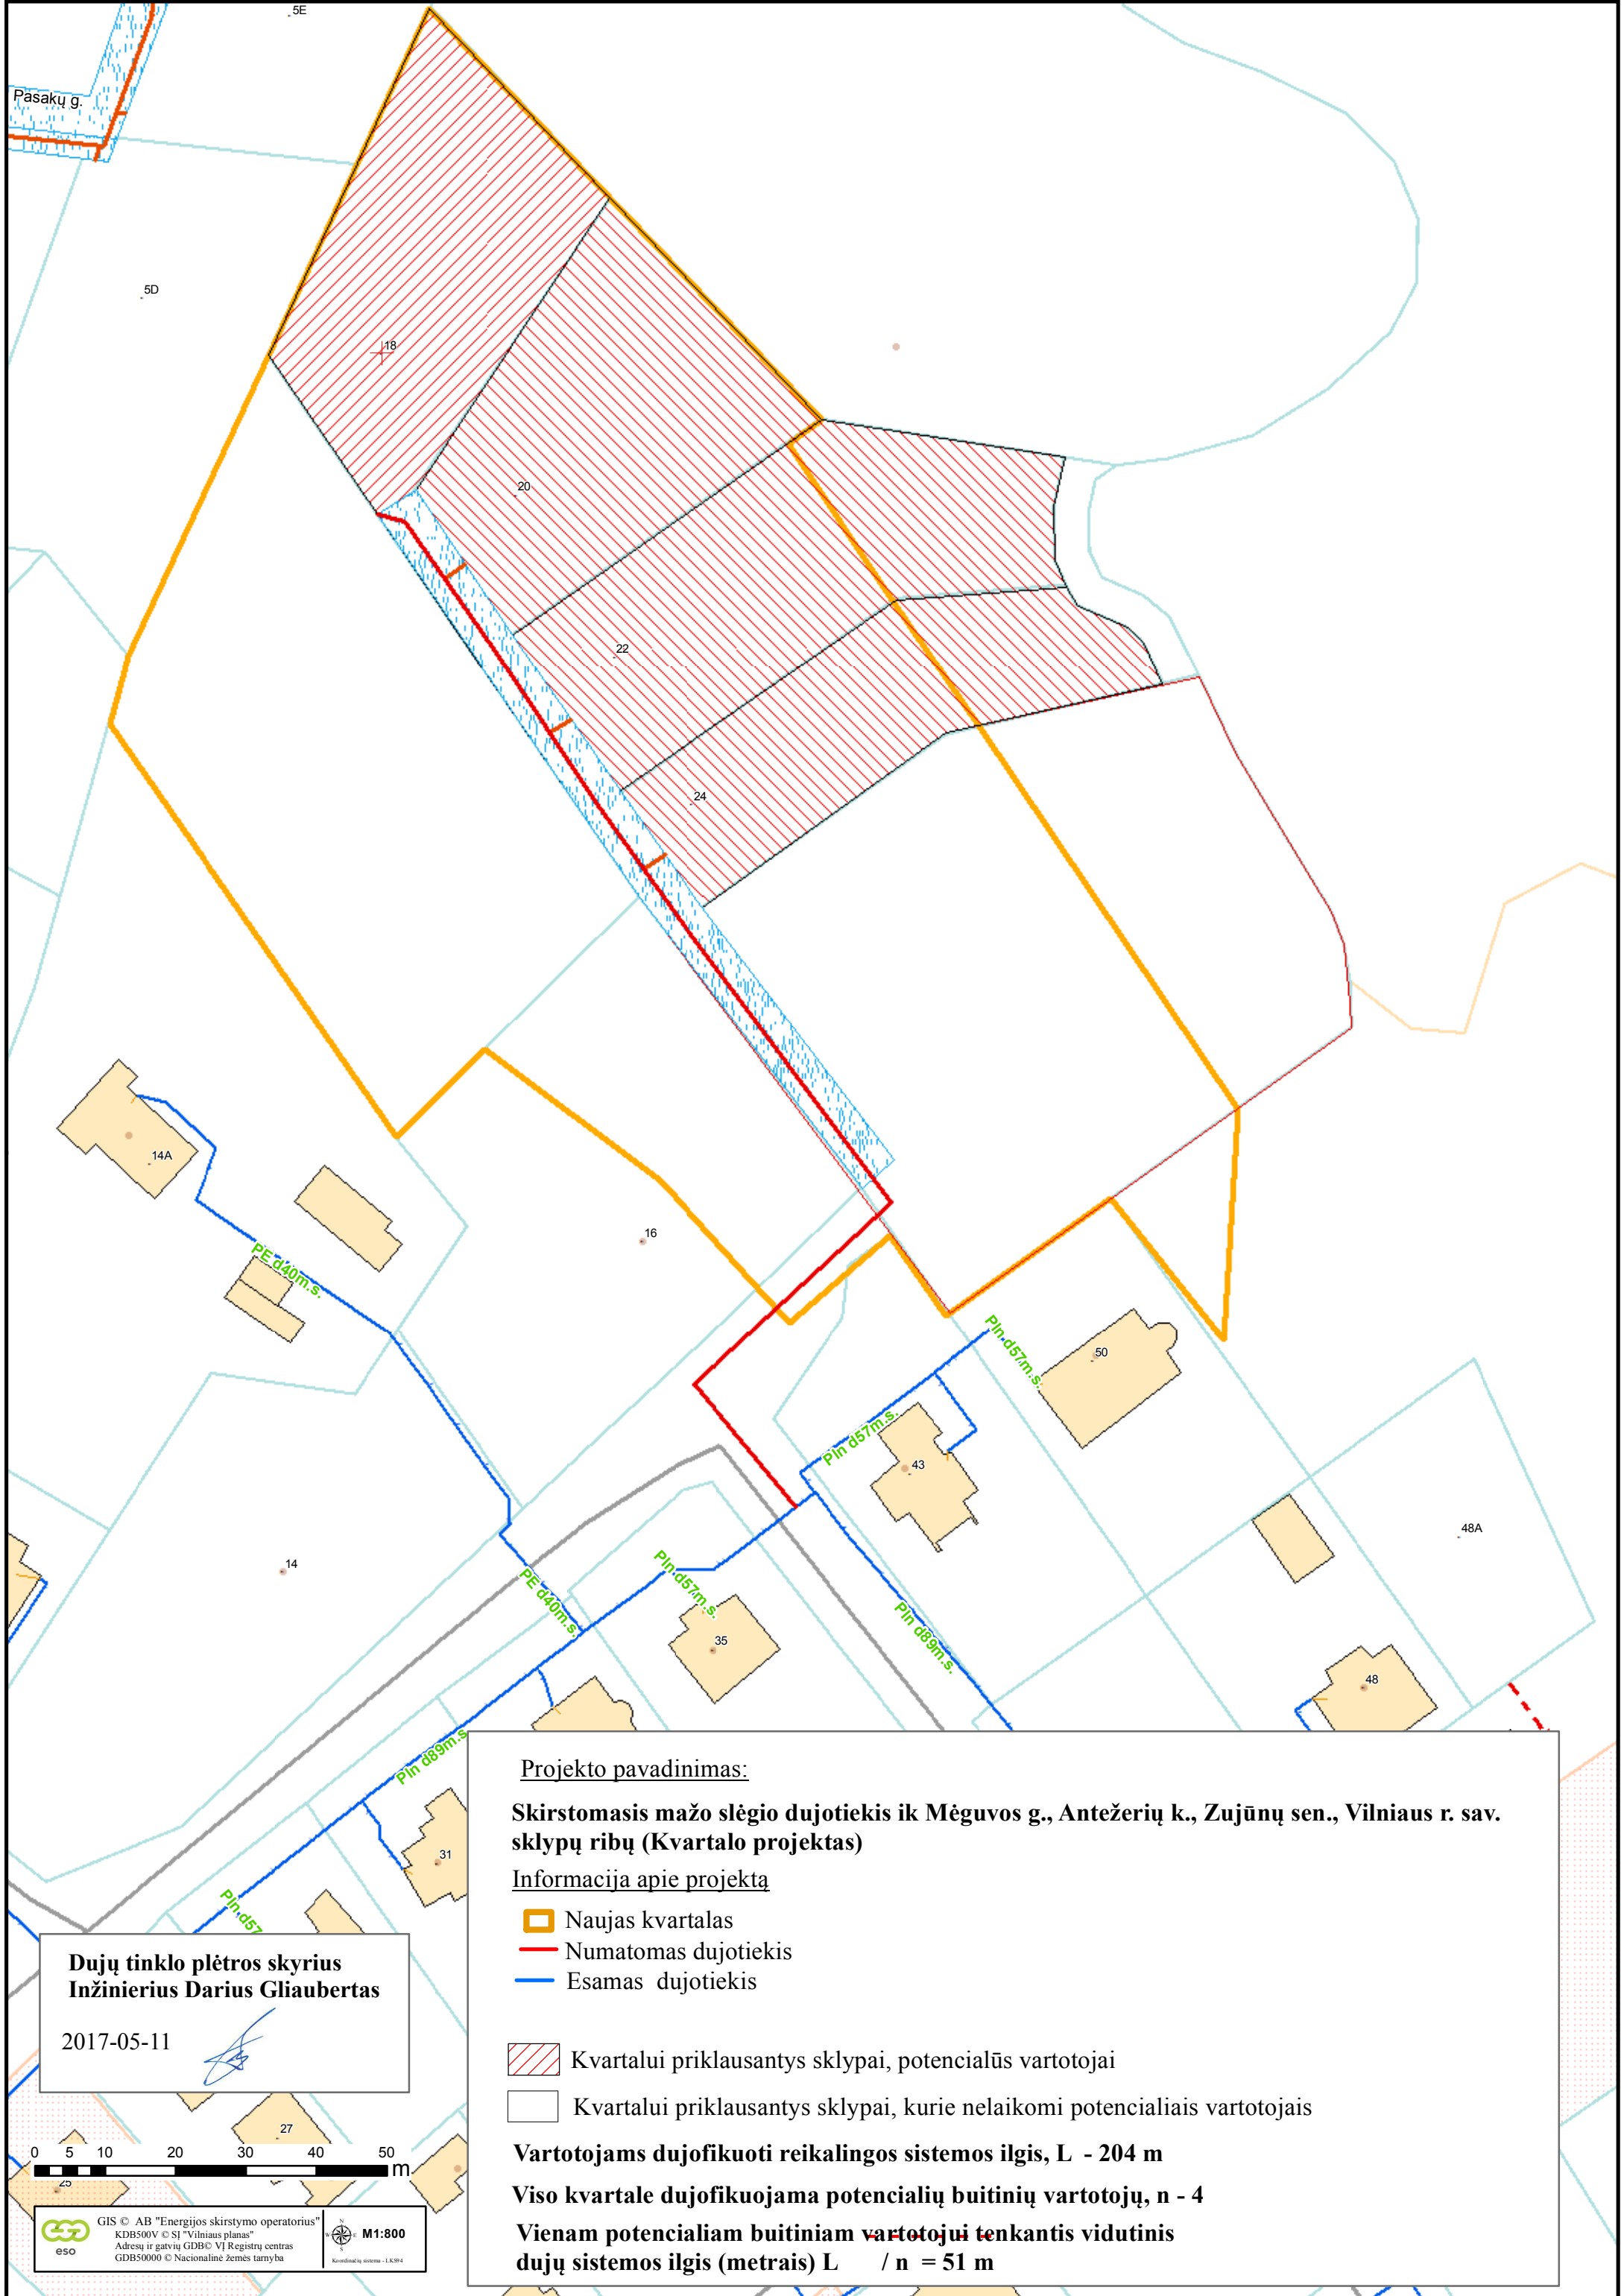 5E
Pasakų g.
5D
18
20
22
24
14A
PE d40m.s.
16
Pln d57m.s.
50
Pln d57m.s.
43
48A
14
PE d40m.s.
Pln d57m.s.
35
Pln d89m.s.
48
Pln d89m.s
31
Pln d57
27
25
Projekto pavadinimas:
Skirstomasis mažo slėgio dujotiekis ik Mėguvos g., Antežerių k., Zujūnų sen., Vilniaus r. sav.
sklypų ribų (Kvartalo projektas)
Informacija apie projektą
Naujas kvartalas
Numatomas dujotiekis
Esamas dujotiekis
Kvartalui priklausantys sklypai, potencialūs vartotojai
Kvartalui priklausantys sklypai, kurie nelaikomi potencialiais vartotojais
Vartotojams dujofikuoti reikalingos sistemos ilgis, L - 204 m
Viso kvartale dujofikuojama potencialių buitinių vartotojų, n - 4
Vienam potencialiam buitiniam vartotojui tenkantis vidutinis
dujų sistemos ilgis (metrais) L / n = 51 m
Dujų tinklo plėtros skyrius
Inžinierius Darius Gliaubertas
2017-05-11
0 5 10 20 30 40 50
m
eso
GIS © AB "Energijos skirstymo operatorius"
KDB500V © SĮ "Vilniaus planas"
Adresų ir gatvių GDB© VĮ Registrų centras
GDB50000 © Nacionalinė žemės tarnyba
N
W E
S
M1:800
Koordinačių sistema - LKS94